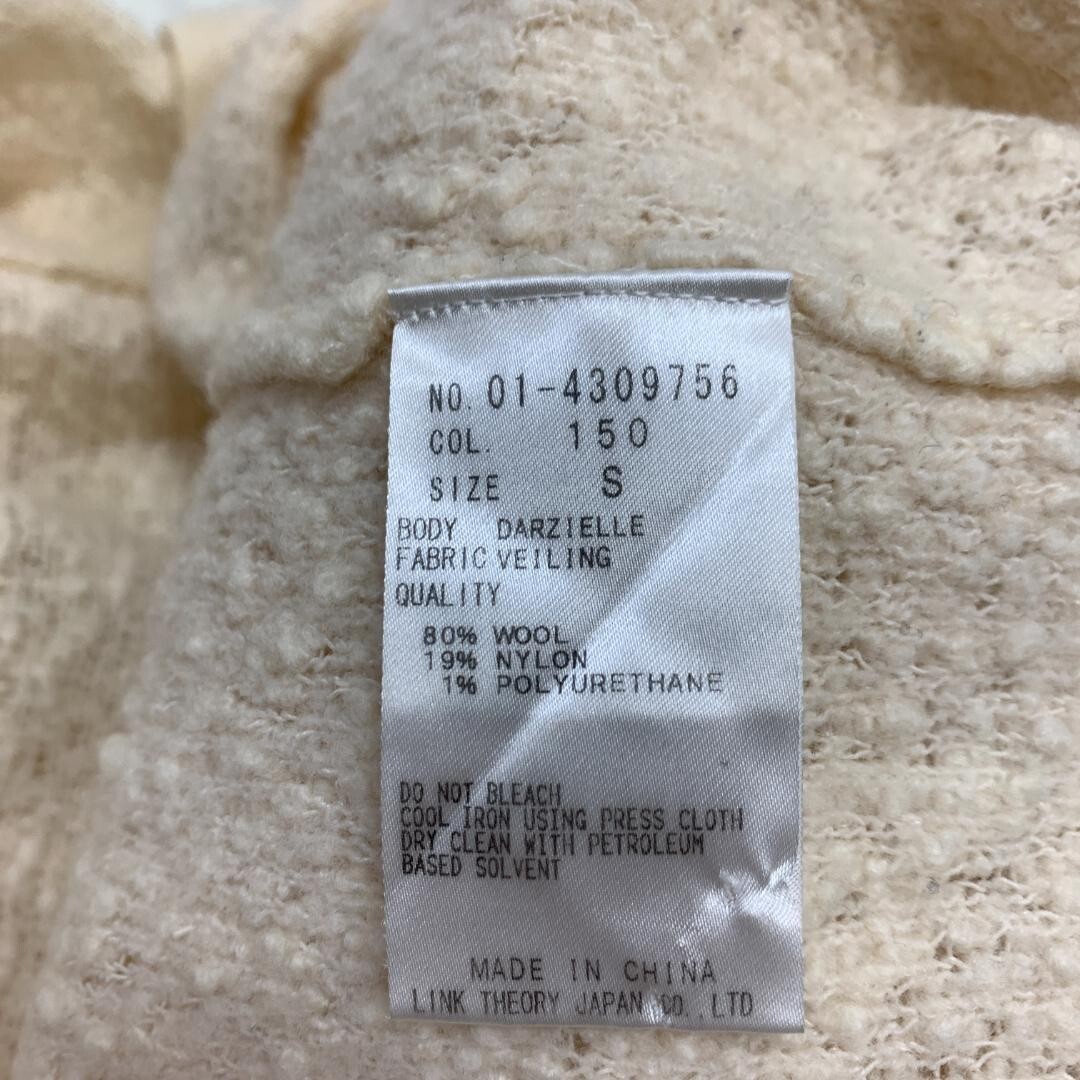 NO. 01-4309756
COL. 150
SIZE S
BODY DARZIELLE
FABRIC VEILING
QUALITY
80% WOOL
19% NYLON
1% POLYURETHANE
DO NOT BLEACH
COOL IRON USING PRESS CLOTH
DRY CLEAN WITH PETROLEUM
BASED SOLVENT
MADE IN CHINA
LINK THEORY JAPAN CO., LTD